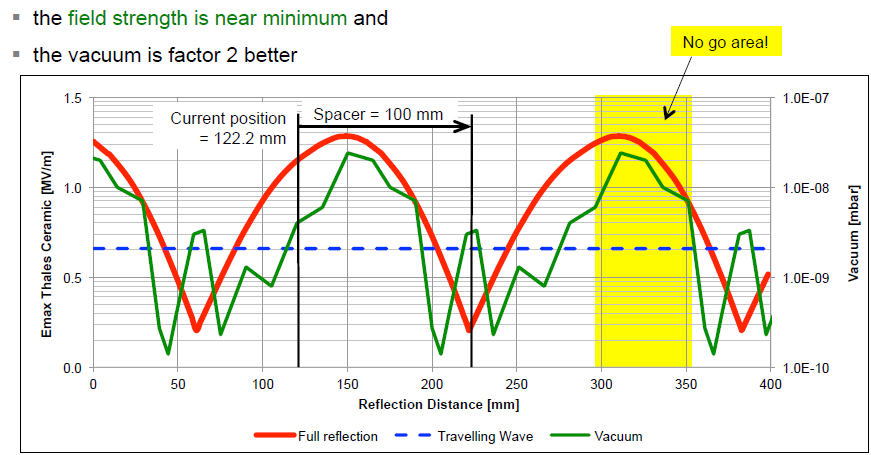 ▪ the field strength is near minimum and
▪ the vacuum is factor 2 better
No go area!
Current position
= 122.2 mm
Spacer = 100 mm
Emax Thales Ceramic [MV/m]
1.5
1.0
0.5
0.0
1.0E-07
1.0E-08
1.0E-09
1.0E-10
Vacuum [mbar]
0 50 100 150 200 250 300 350 400
Reflection Distance [mm]
Full reflection Travelling Wave Vacuum